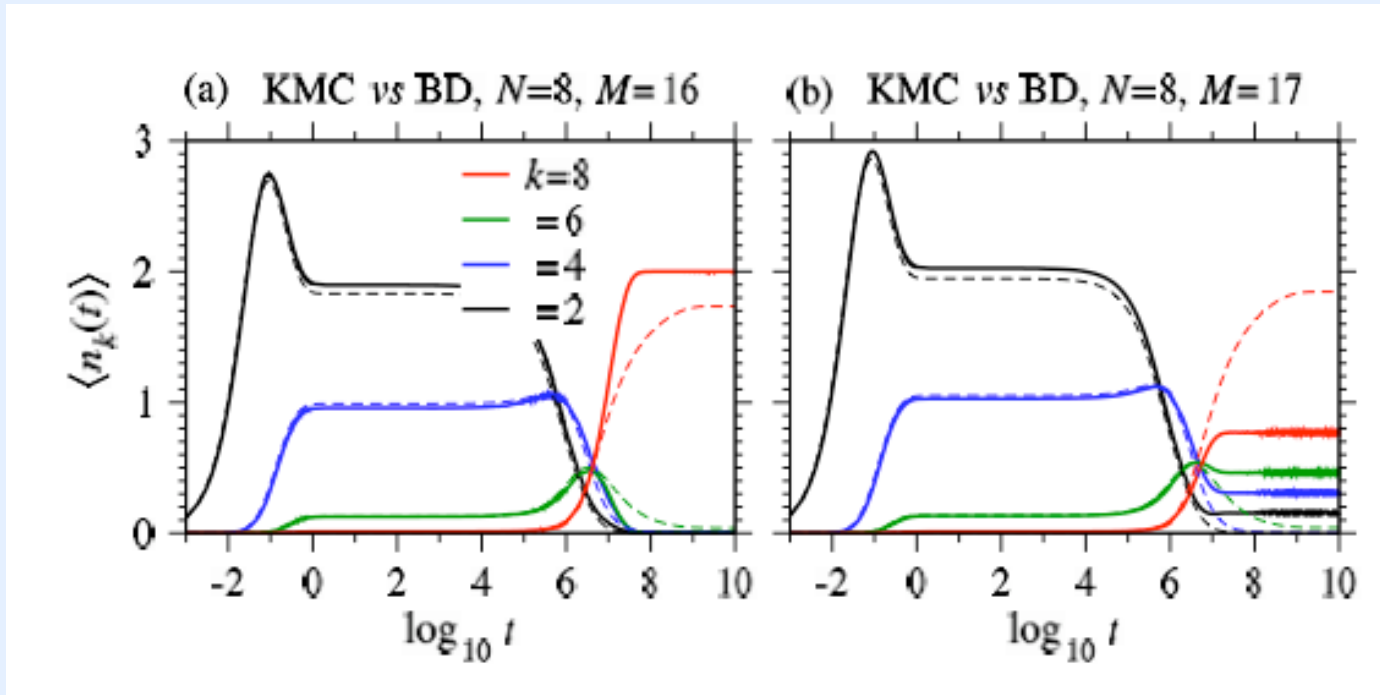 (a) KMC vs BD, N=8, M=16
(b) KMC vs BD, N=8, M=17
3
2
1
0
⟨nk(t)⟩
k=8
=6
=4
=2
-2 0 2 4 6 8 10
-2 0 2 4 6 8 10
log10 t
log10 t